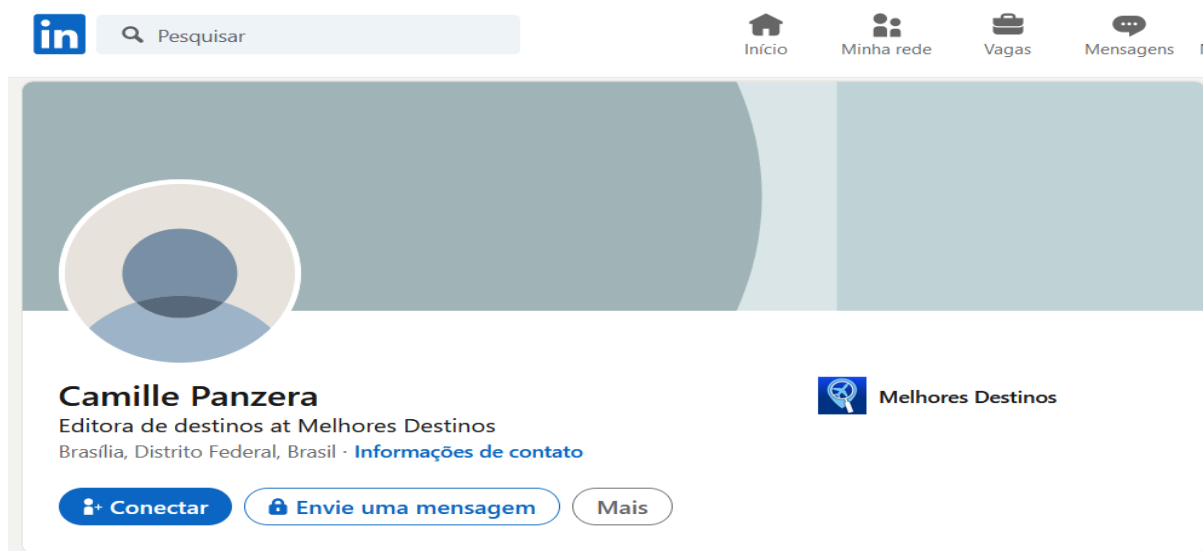 in
Pesquisar
Início
Minha rede
Vagas
Mensagens
Camille Panzera
Editora de destinos at Melhores Destinos
Brasília, Distrito Federal, Brasil · Informações de contato
Melhores Destinos
Conectar
Envie uma mensagem
Mais